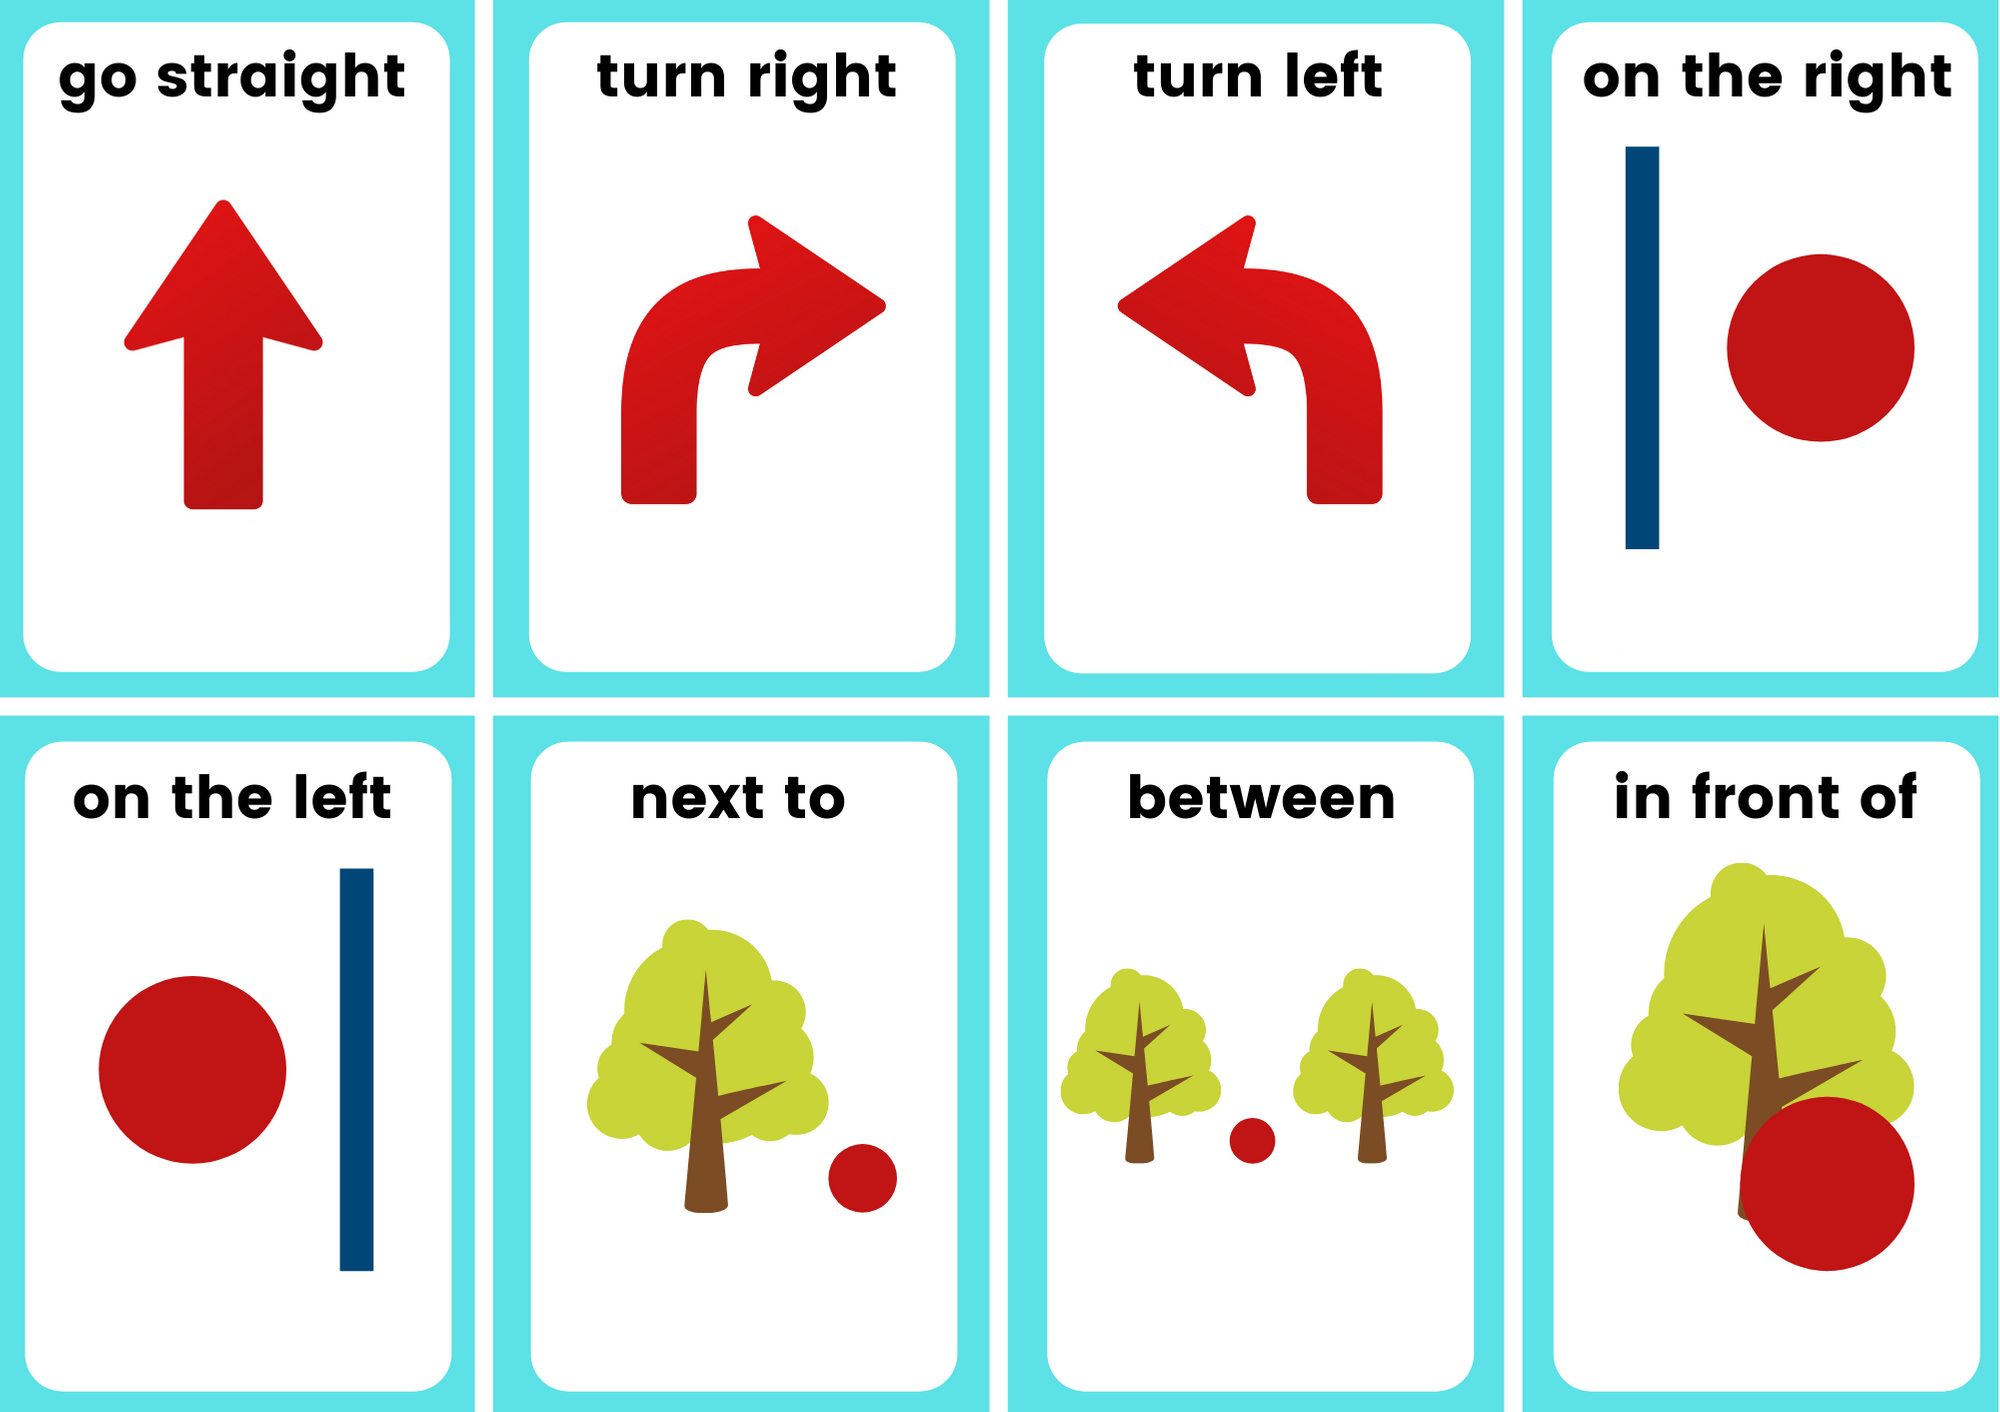 go straight
turn right
turn left
on the right
on the left
next to
between
in front of